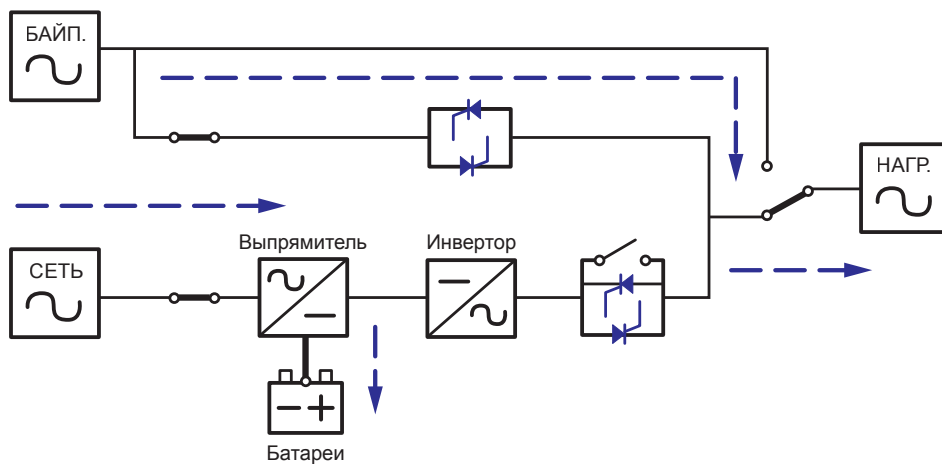 БАЙП.
НАГР.
Выпрямитель
Инвертор
СЕТЬ
Батареи